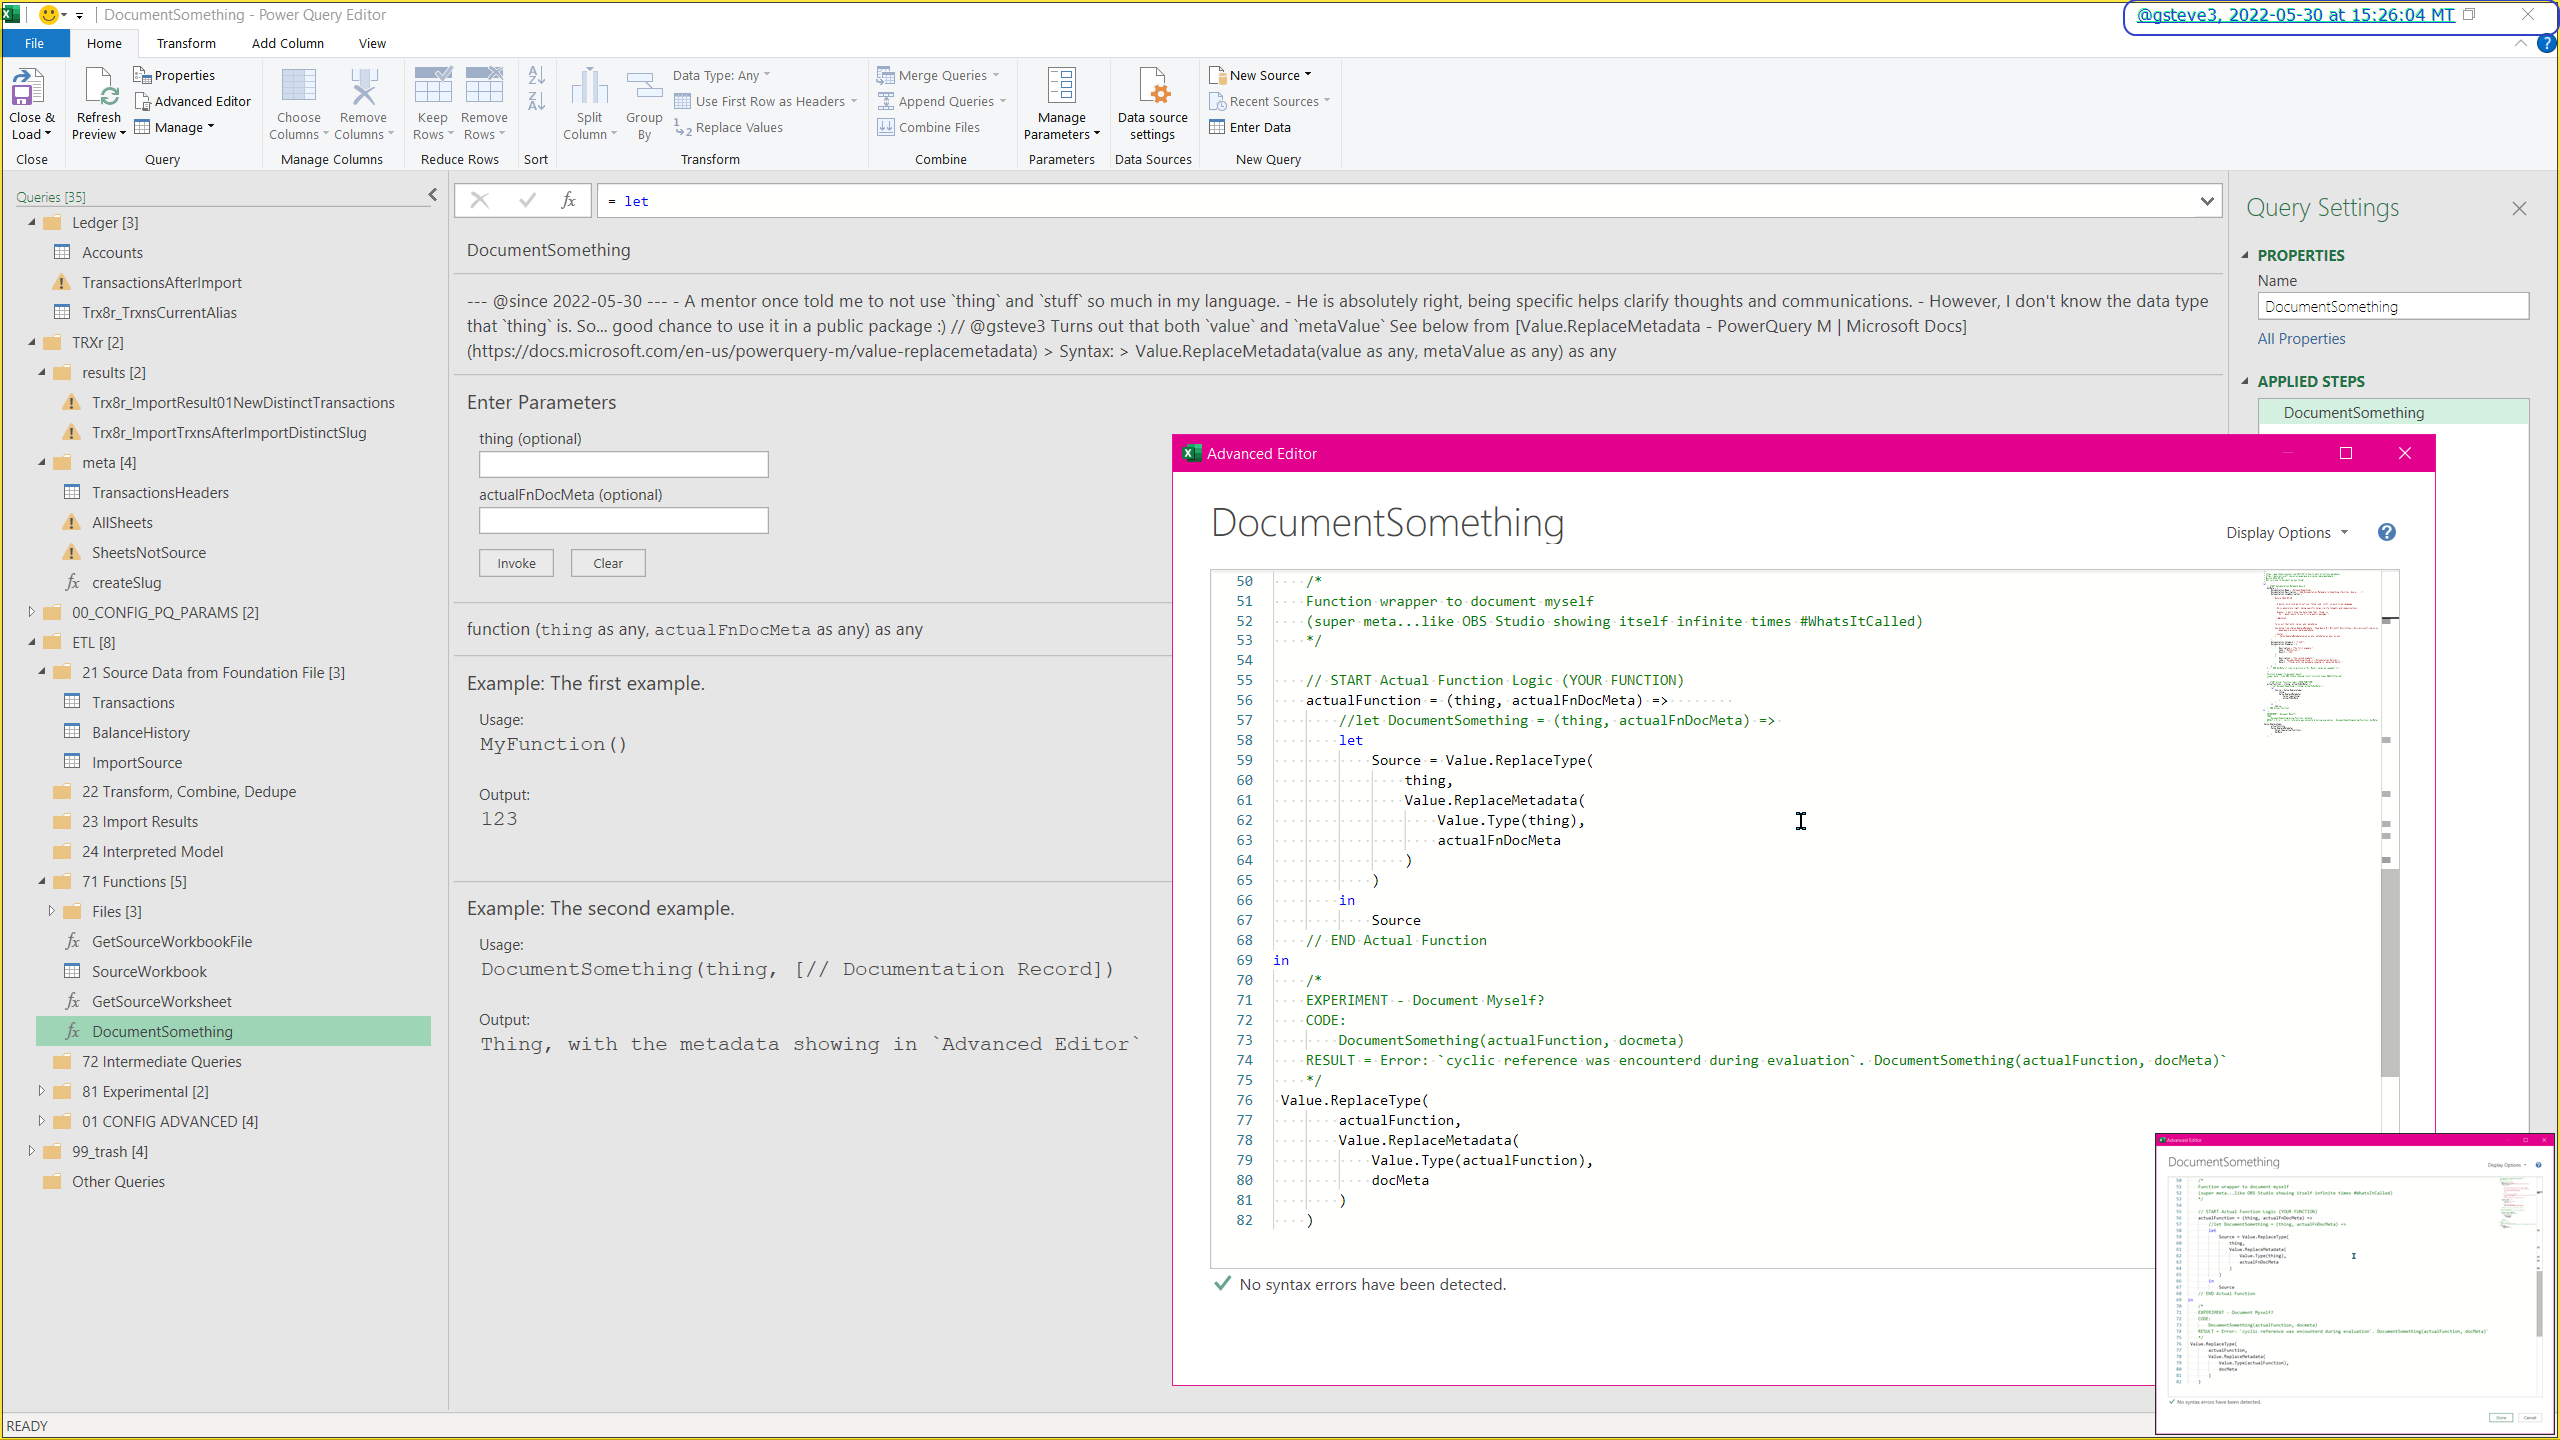 DocumentSomething - Power Query Editor
@gsteve3, 2022-05-30 at 15:26:04 MT
File Home Transform Add Column View
Close & Load
Close
Refresh Preview
Properties
Advanced Editor
Manage
Query
Choose Columns
Remove Columns
Manage Columns
Keep Rows
Remove Rows
Reduce Rows
Sort
Split Column
Group By
Data Type: Any
Use First Row as Headers
Replace Values
Transform
Merge Queries
Append Queries
Combine Files
Combine
Manage Parameters
Parameters
Data source settings
Data Sources
New Source
Recent Sources
Enter Data
New Query
Queries [35]
Ledger [3]
Accounts
TransactionsAfterImport
Trx8r_TrxnsCurrentAlias
TRXr [2]
results [2]
Trx8r_ImportResult01NewDistinctTransactions
Trx8r_ImportTrxnsAfterImportDistinctSlug
meta [4]
TransactionsHeaders
AllSheets
SheetsNotSource
createSlug
00_CONFIG_PQ_PARAMS [2]
ETL [8]
21 Source Data from Foundation File [3]
Transactions
BalanceHistory
ImportSource
22 Transform, Combine, Dedupe
23 Import Results
24 Interpreted Model
71 Functions [5]
Files [3]
GetSourceWorkbookFile
SourceWorkbook
GetSourceWorksheet
DocumentSomething
72 Intermediate Queries
81 Experimental [2]
01 CONFIG ADVANCED [4]
99_trash [4]
Other Queries
READY
fx = let
DocumentSomething
--- @since 2022-05-30 --- - A mentor once told me to not use `thing` and `stuff` so much in my language. - He is absolutely right, being specific helps clarify thoughts and communications. - However, I don't know the data type
that `thing` is. So... good chance to use it in a public package :) // @gsteve3 Turns out that both `value` and `metaValue` See below from [Value.ReplaceMetadata - PowerQuery M | Microsoft Docs]
(https://docs.microsoft.com/en-us/powerquery-m/value-replacemetadata) > Syntax: > Value.ReplaceMetadata(value as any, metaValue as any) as any
Enter Parameters
thing (optional)
actualFnDocMeta (optional)
Invoke Clear
function (thing as any, actualFnDocMeta as any) as any
Example: The first example.
Usage:
MyFunction()
Output:
123
Example: The second example.
Usage:
DocumentSomething(thing, [// Documentation Record])
Output:
Thing, with the metadata showing in `Advanced Editor`
Query Settings
PROPERTIES
Name
DocumentSomething
All Properties
APPLIED STEPS
DocumentSomething
Advanced Editor
DocumentSomething
Display Options
50 /*
51 Function wrapper to document myself
52 (super meta...like OBS Studio showing itself infinite times #WhatsItCalled)
53 */
54
55 // START Actual Function Logic (YOUR FUNCTION)
56 actualFunction = (thing, actualFnDocMeta) =>
57 //let DocumentSomething = (thing, actualFnDocMeta) =>
58 let
59 Source = Value.ReplaceType(
60 thing,
61 Value.ReplaceMetadata(
62 Value.Type(thing),
63 actualFnDocMeta
64 )
65 )
66 in
67 Source
68 // END Actual Function
69 in
70 /*
71 EXPERIMENT - Document Myself?
72 CODE:
73 DocumentSomething(actualFunction, docmeta)
74 RESULT = Error: `cyclic reference was encounterd during evaluation`. DocumentSomething(actualFunction, docMeta)`
75 */
76 Value.ReplaceType(
77 actualFunction,
78 Value.ReplaceMetadata(
79 Value.Type(actualFunction),
80 docMeta
81 )
82 )
No syntax errors have been detected.
DocumentSomething